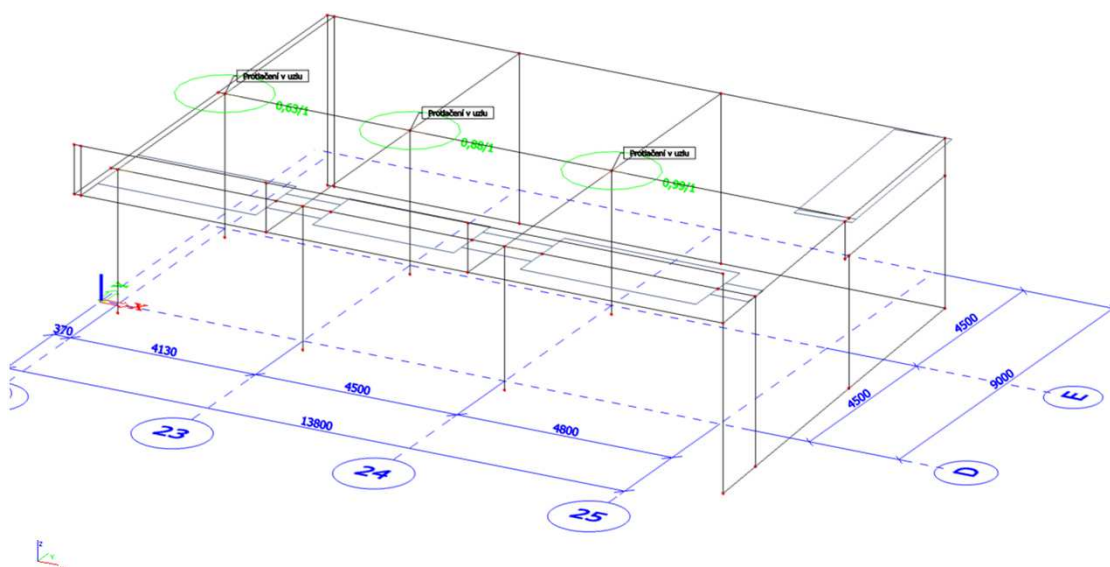 Protlačení v uzlu
0,63/1
Protlačení v uzlu
0,88/1
Protlačení v uzlu
0,99/1
x
370
4130
4500
4800
13800
4500
4500
9000
23
24
25
E
D
z